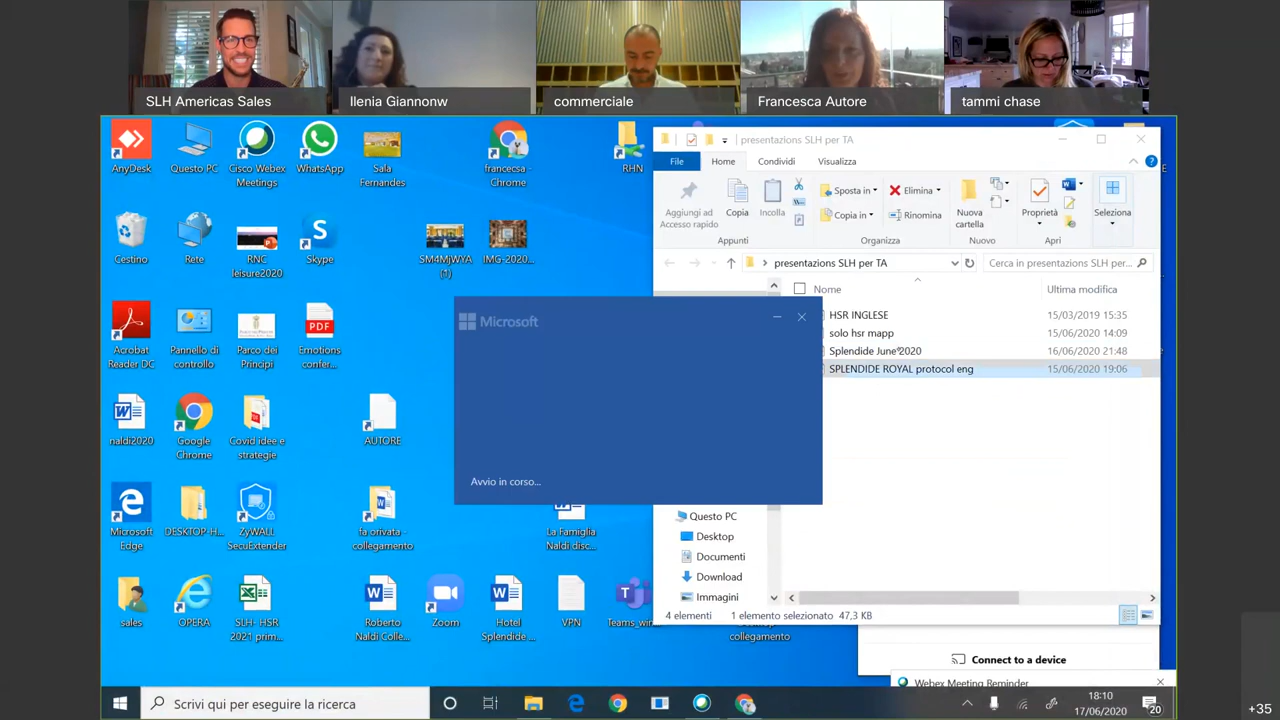 SLH Americas Sales
Ilenia Giannonw
commerciale
Francesca Autore
tammi chase
AnyDesk
Questo PC
Cisco Webex
Meetings
WhatsApp
Sala
Fernandes
francecsa -
Chrome
RHN
Cestino
Rete
RNC
leisure2020
Skype
SM4MjWYA
(1)
IMG-2020...
Acrobat
Reader DC
Pannello di
controllo
Parco dei
Principi
PDF
Emotions
confer...
naldi2020
Google
Chrome
Covid idee e
strategie
AUTORE
Microsoft
Edge
DESKTOP-H...
ZyWALL
SecuExtender
fa orivata -
collegamento
La Famiglia
Naldi disc...
sales
OPERA
SLH- HSR
2021 prim...
Roberto
Naldi Colle...
Zoom
Hotel
Splendide ...
VPN
Teams_win...
collegamento
presentazions SLH per TA
File
Home
Condividi
Visualizza
Aggiungi ad
Accesso rapido
Copia
Incolla
Appunti
Sposta in
Copia in
Elimina
Rinomina
Organizza
Nuova
cartella
Nuovo
Proprietà
Apri
Seleziona
presentazions SLH per TA
Cerca in presentazions SLH per...
Nome
Ultima modifica
HSR INGLESE
15/03/2019 15:35
solo hsr mapp
15/06/2020 14:09
Splendide June°2020
16/06/2020 21:48
SPLENDIDE ROYAL protocol eng
15/06/2020 19:06
Questo PC
Desktop
Documenti
Download
Immagini
4 elementi
1 elemento selezionato 47,3 KB
Microsoft
Avvio in corso...
Connect to a device
Webex Meeting Reminder
Scrivi qui per eseguire la ricerca
18:10
17/06/2020
20
+35